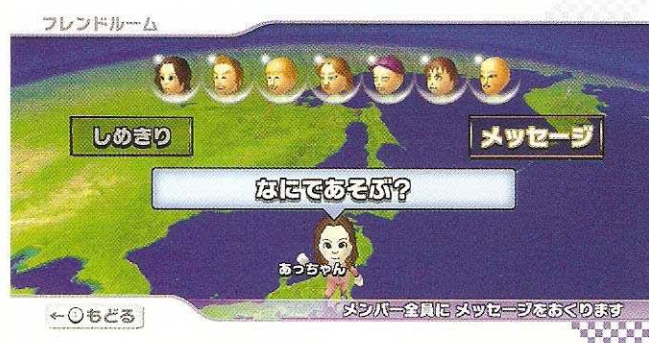 フレンドルーム
しめきり
メッセージ
なにであそぶ?
あっちゃん
←①もどる
メンバー全員に メッセージをおくります